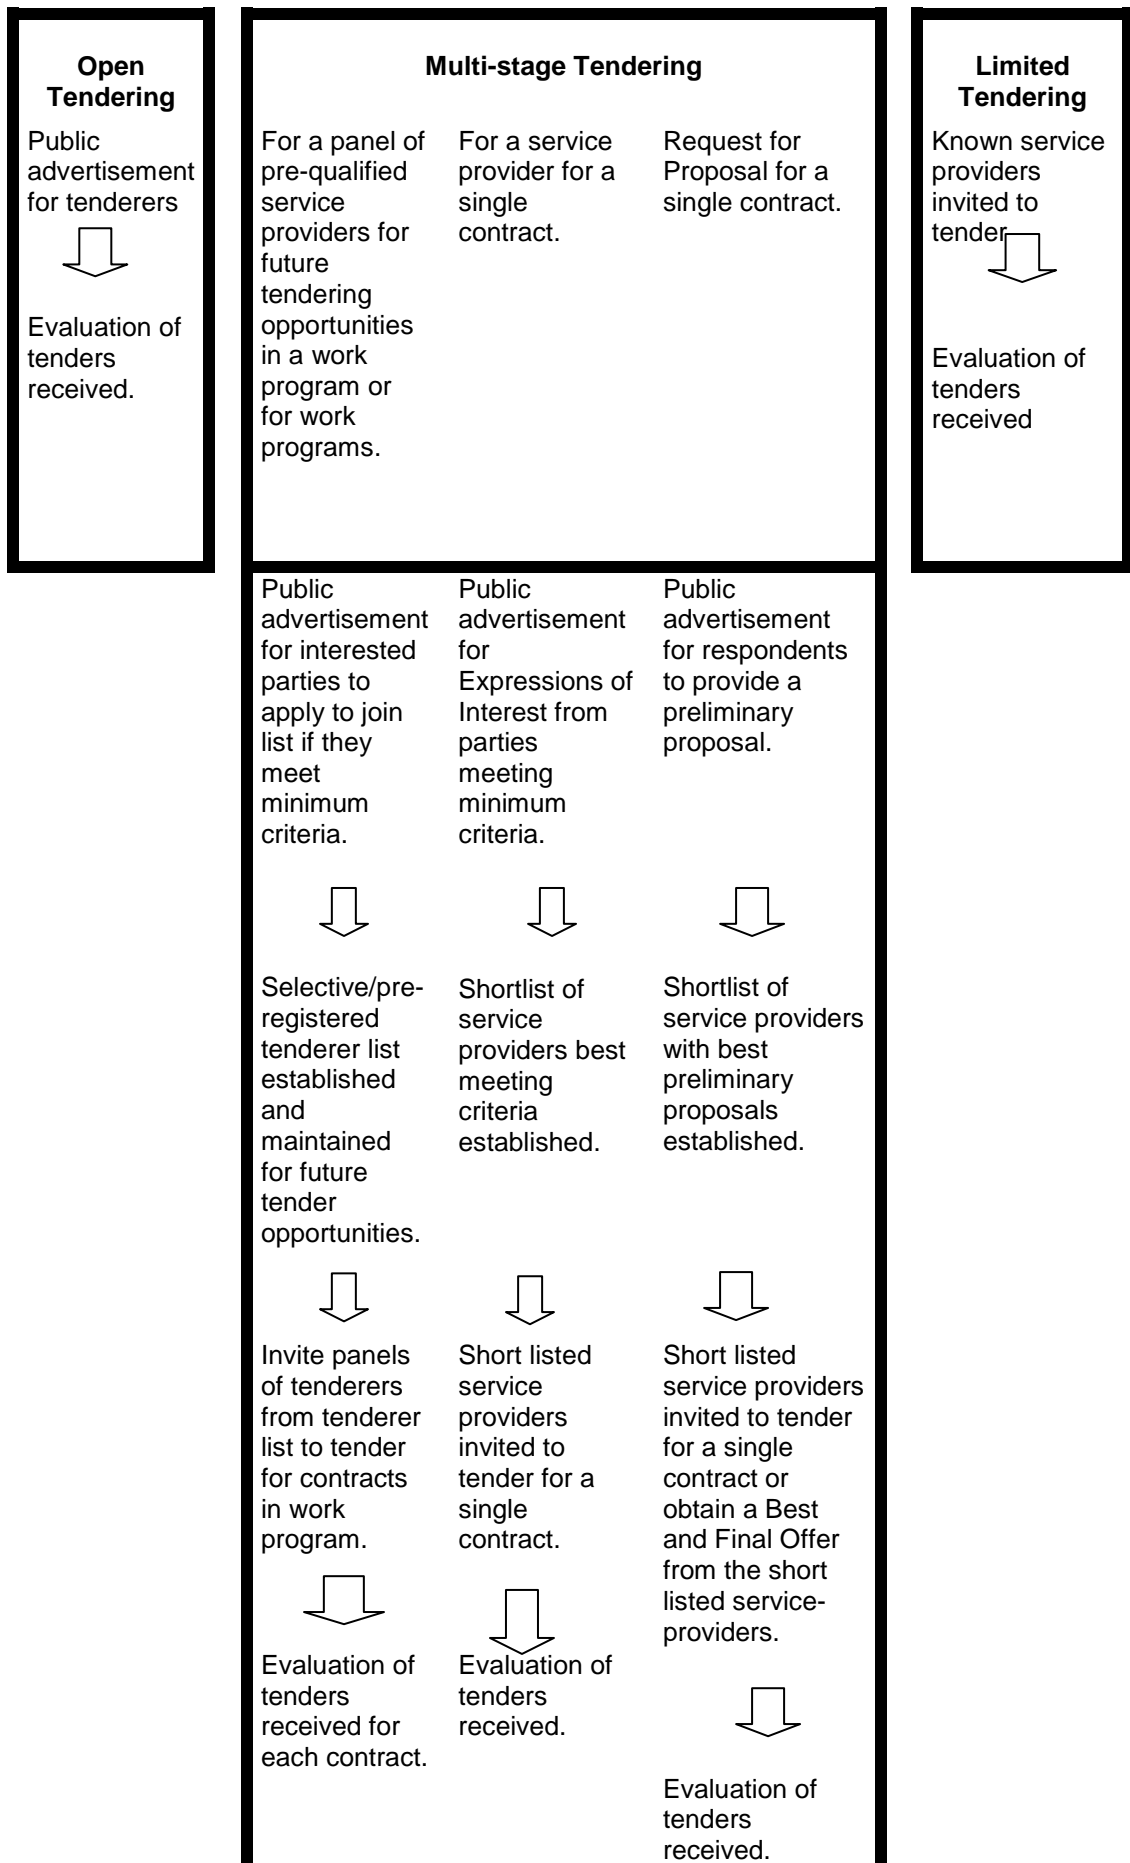 Open
Tendering
Public
advertisement
for tenderers
Evaluation of
tenders
received.
Multi-stage Tendering
For a panel of
pre-qualified
service
providers for
future
tendering
opportunities
in a work
program or
for work
programs.
For a service
provider for a
single
contract.
Request for
Proposal for a
single contract.
Limited
Tendering
Known service
providers
invited to
tender
Evaluation of
tenders
received
Public
advertisement
for interested
parties to
apply to join
list if they
meet
minimum
criteria.
Selective/pre-
registered
tenderer list
established
and
maintained
for future
tender
opportunities.
Invite panels
of tenderers
from tenderer
list to tender
for contracts
in work
program.
Evaluation of
tenders
received for
each contract.
Public
advertisement
for
Expressions of
Interest from
parties
meeting
minimum
criteria.
Shortlist of
service
providers best
meeting
criteria
established.
Short listed
service
providers
invited to
tender for a
single
contract.
Evaluation of
tenders
received.
Public
advertisement
for respondents
to provide a
preliminary
proposal.
Shortlist of
service providers
with best
preliminary
proposals
established.
Short listed
service providers
invited to tender
for a single
contract or
obtain a Best
and Final Offer
from the short
listed service-
providers.
Evaluation of
tenders
received.